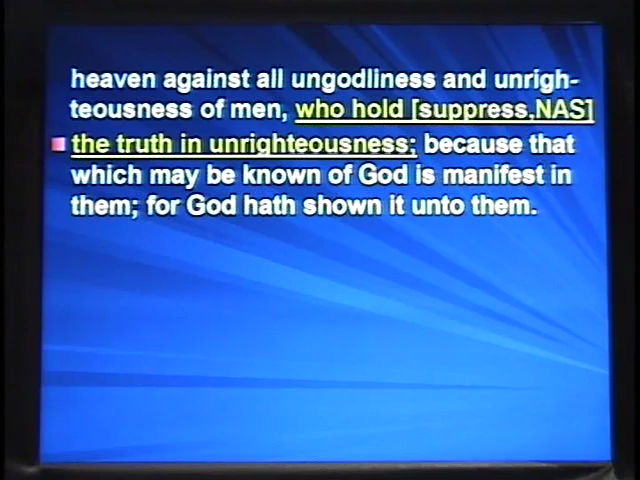 heaven against all ungodliness and unrigh-
teousness of men, who hold [suppress,NAS]
the truth in unrighteousness; because that
which may be known of God is manifest in
them; for God hath shown it unto them.